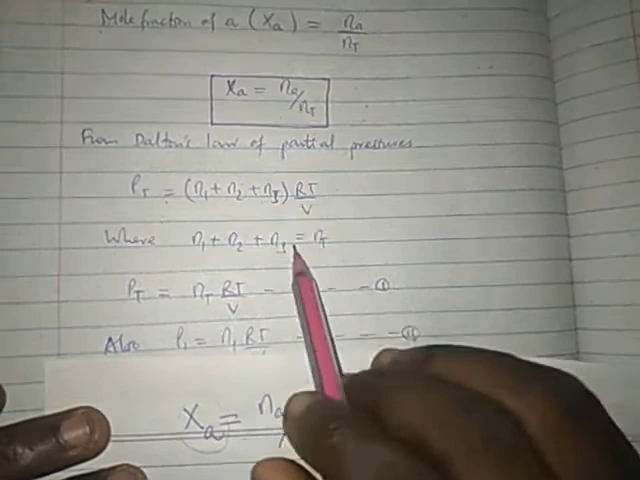 Mole fraction of a (Xa) = na/nT
Xa = na/nT
From Dalton's law of partial pressures
PT = (n1 + n2 + n3) RT/V
Where n1 + n2 + n3 = nT
PT = nT RT/V - - - - ①
Also P1 = n1 RT - - - - ⑪
Xa = na/